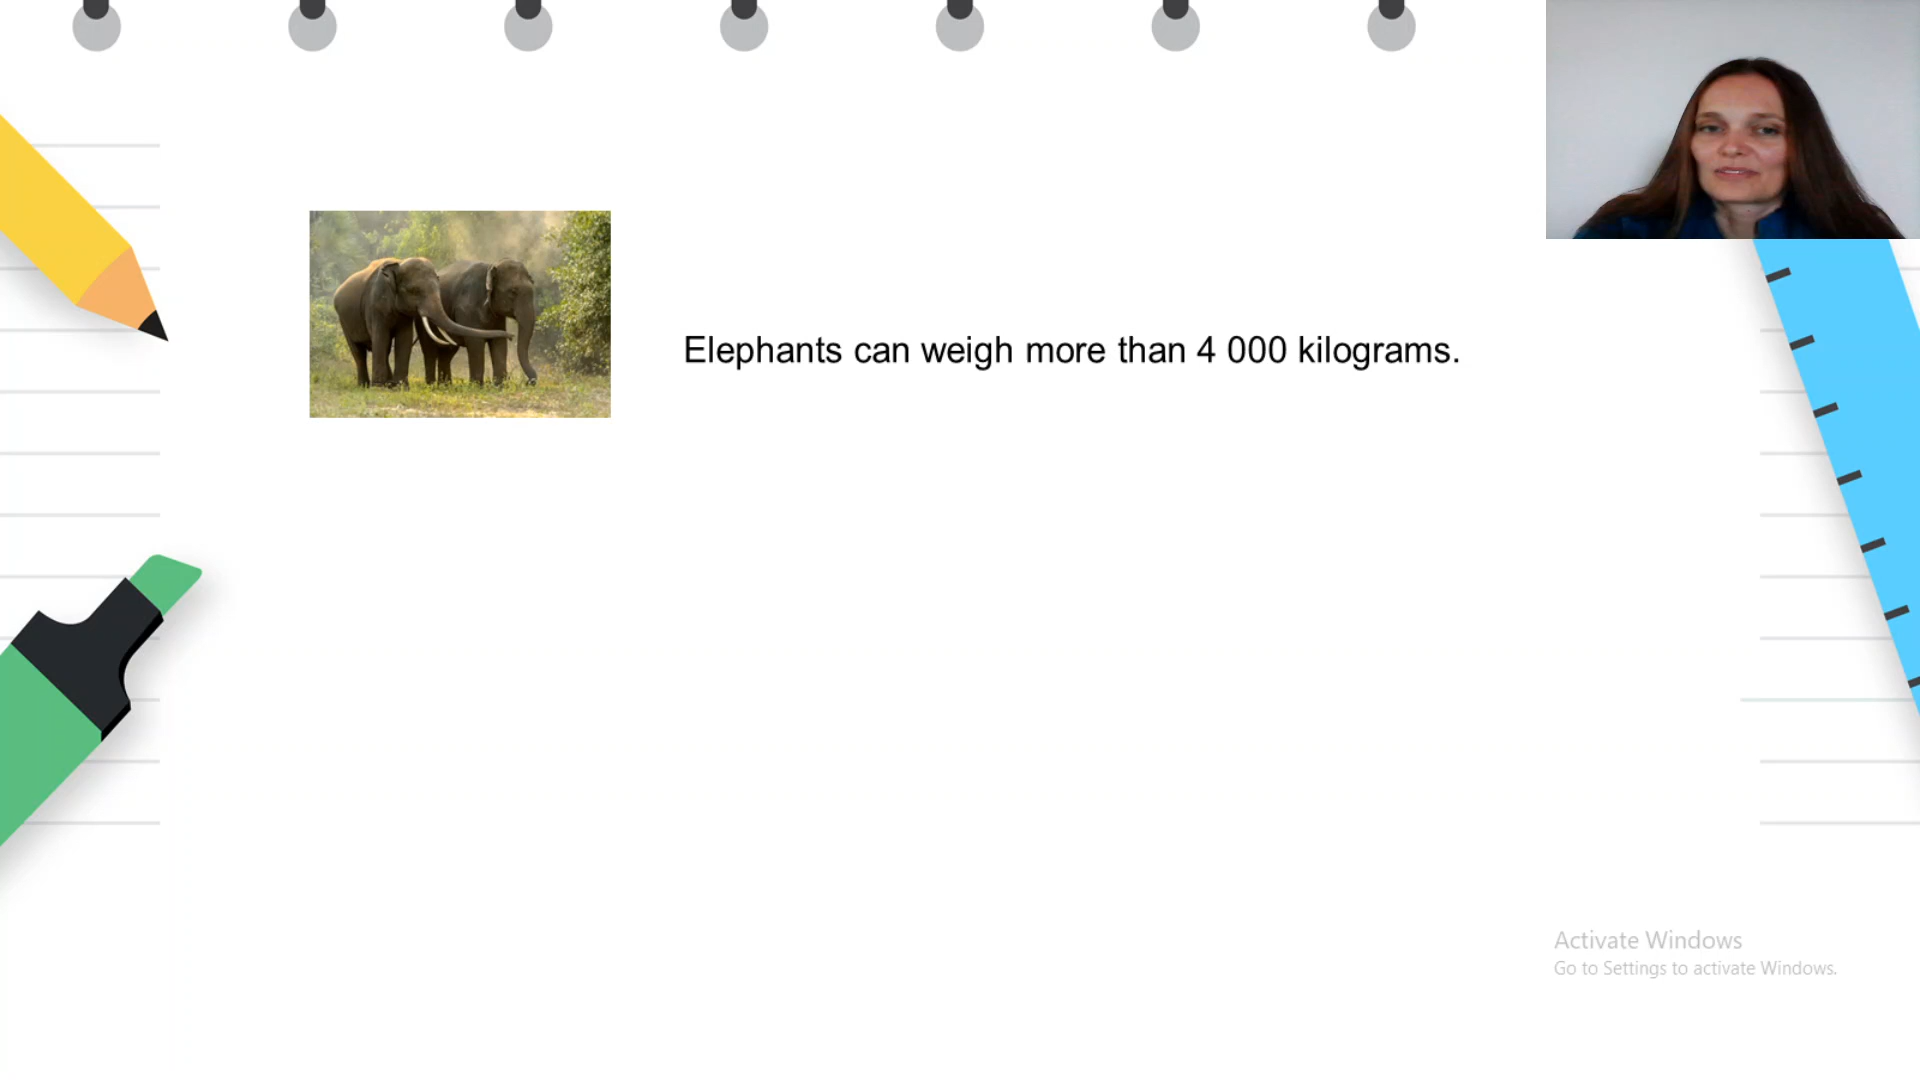 Elephants can weigh more than 4 000 kilograms.
Activate Windows
Go to Settings to activate Windows.